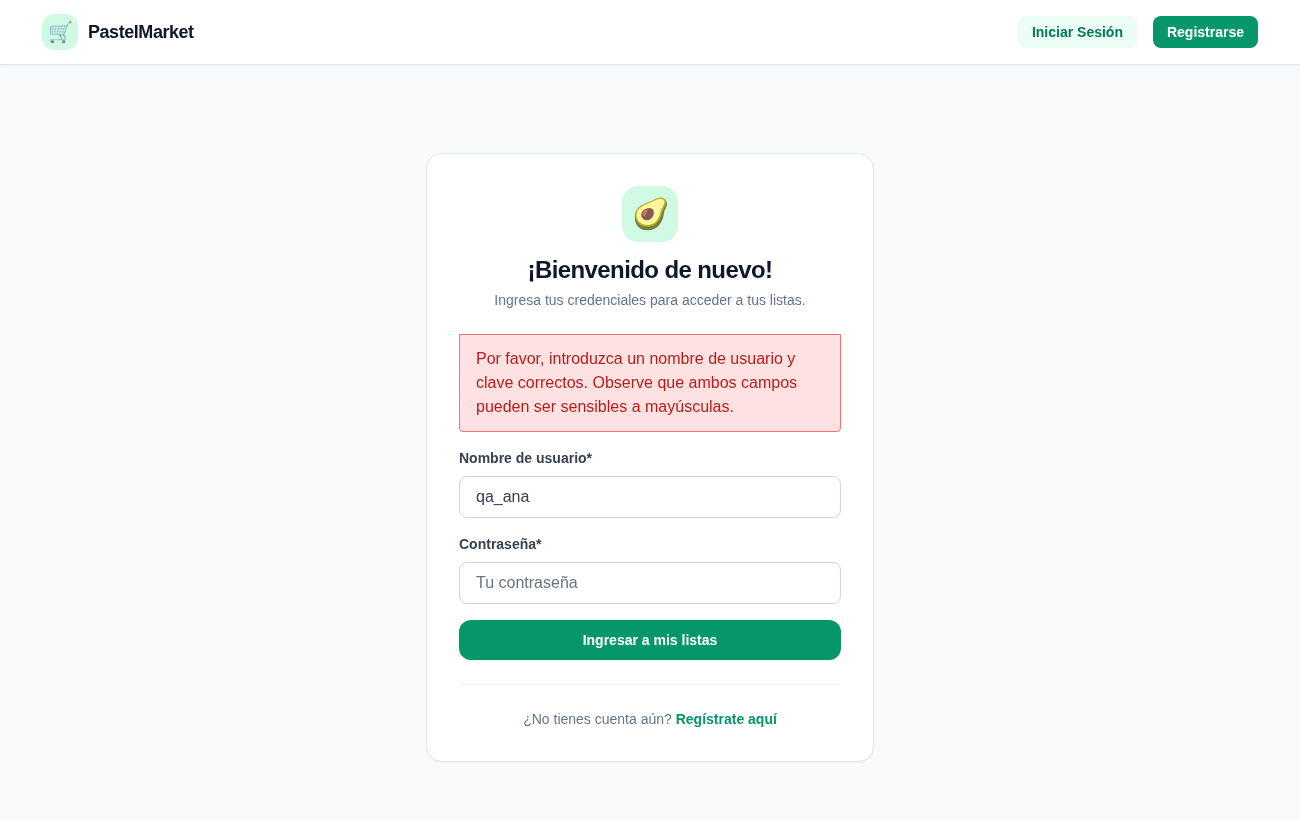 PastelMarket
Iniciar Sesión
Registrarse
¡Bienvenido de nuevo!
Ingresa tus credenciales para acceder a tus listas.
Por favor, introduzca un nombre de usuario y
clave correctos. Observe que ambos campos
pueden ser sensibles a mayúsculas.
Nombre de usuario*
qa_ana
Contraseña*
Tu contraseña
Ingresar a mis listas
¿No tienes cuenta aún? Regístrate aquí